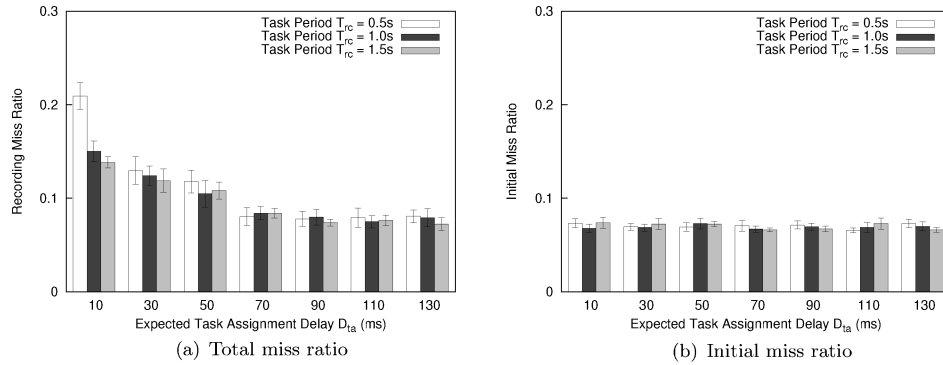 0.3
0.2
0.1
0
Recording Miss Ratio
Task Period T_rc = 0.5s
Task Period T_rc = 1.0s
Task Period T_rc = 1.5s
10 30 50 70 90 110 130
Expected Task Assignment Delay D_ta (ms)
(a) Total miss ratio
0.3
0.2
0.1
0
Initial Miss Ratio
Task Period T_rc = 0.5s
Task Period T_rc = 1.0s
Task Period T_rc = 1.5s
10 30 50 70 90 110 130
Expected Task Assignment Delay D_ta (ms)
(b) Initial miss ratio